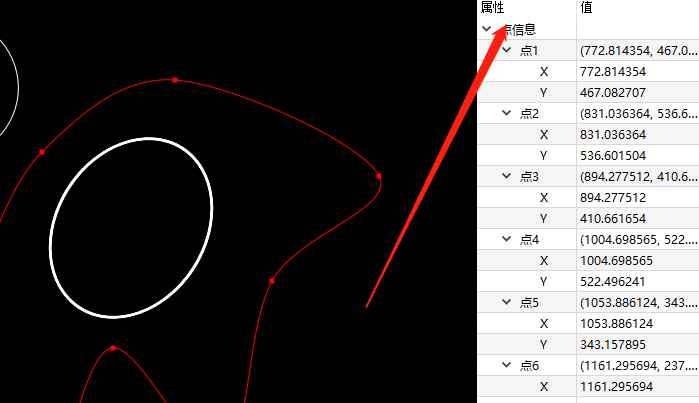 属性 值
点信息
点1 (772.814354, 467.0...
X 772.814354
Y 467.082707
点2 (831.036364, 536.6...
X 831.036364
Y 536.601504
点3 (894.277512, 410.6...
X 894.277512
Y 410.661654
点4 (1004.698565, 522....
X 1004.698565
Y 522.496241
点5 (1053.886124, 343....
X 1053.886124
Y 343.157895
点6 (1161.295694, 237....
X 1161.295694